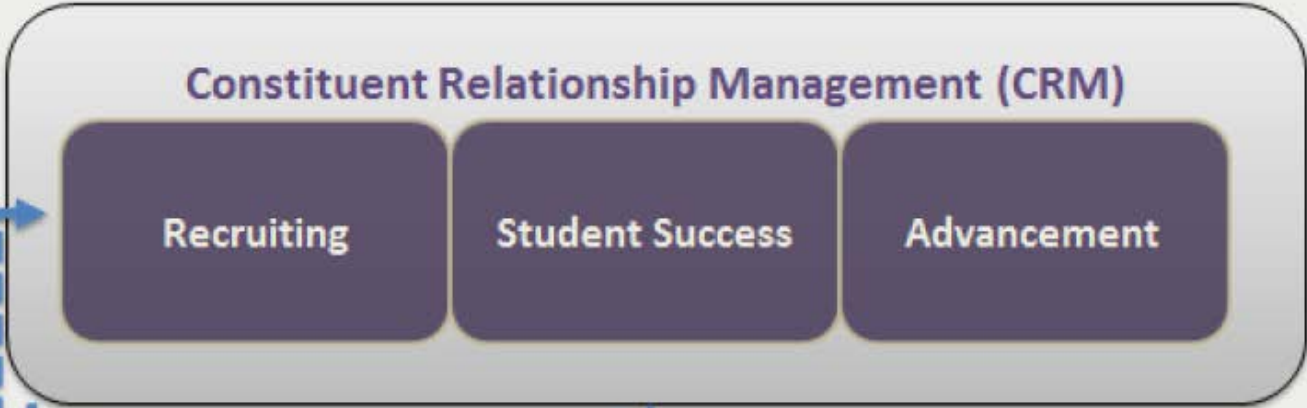 Constituent Relationship Management (CRM)
Recruiting
Student Success
Advancement